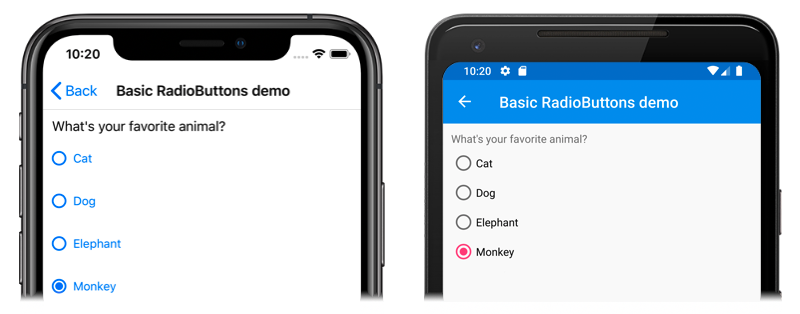 10:20
Back
Basic RadioButtons demo
What's your favorite animal?
Cat
Dog
Elephant
Monkey
10:20
Basic RadioButtons demo
What's your favorite animal?
Cat
Dog
Elephant
Monkey